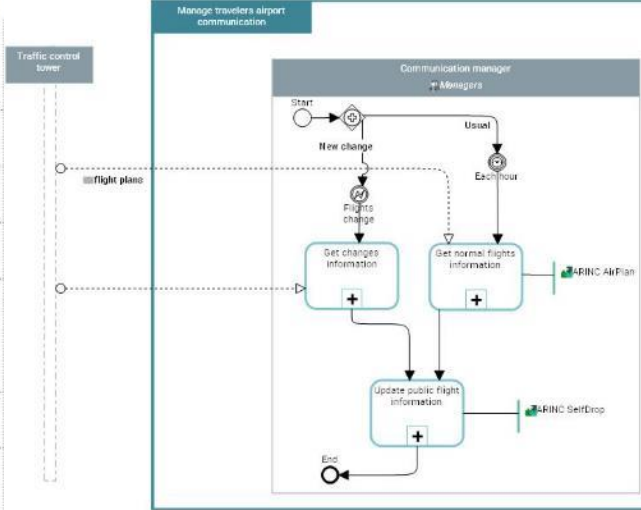 Manage travelers airport
communication
Traffic control
tower
Communication manager
Managers
Start
Usual
New change
Each hour
flight plane
Flights
change
Get changes
information
Get normal flights
information
ARINC AirPlan
Update public flight
information
ARINC SelfDrop
End